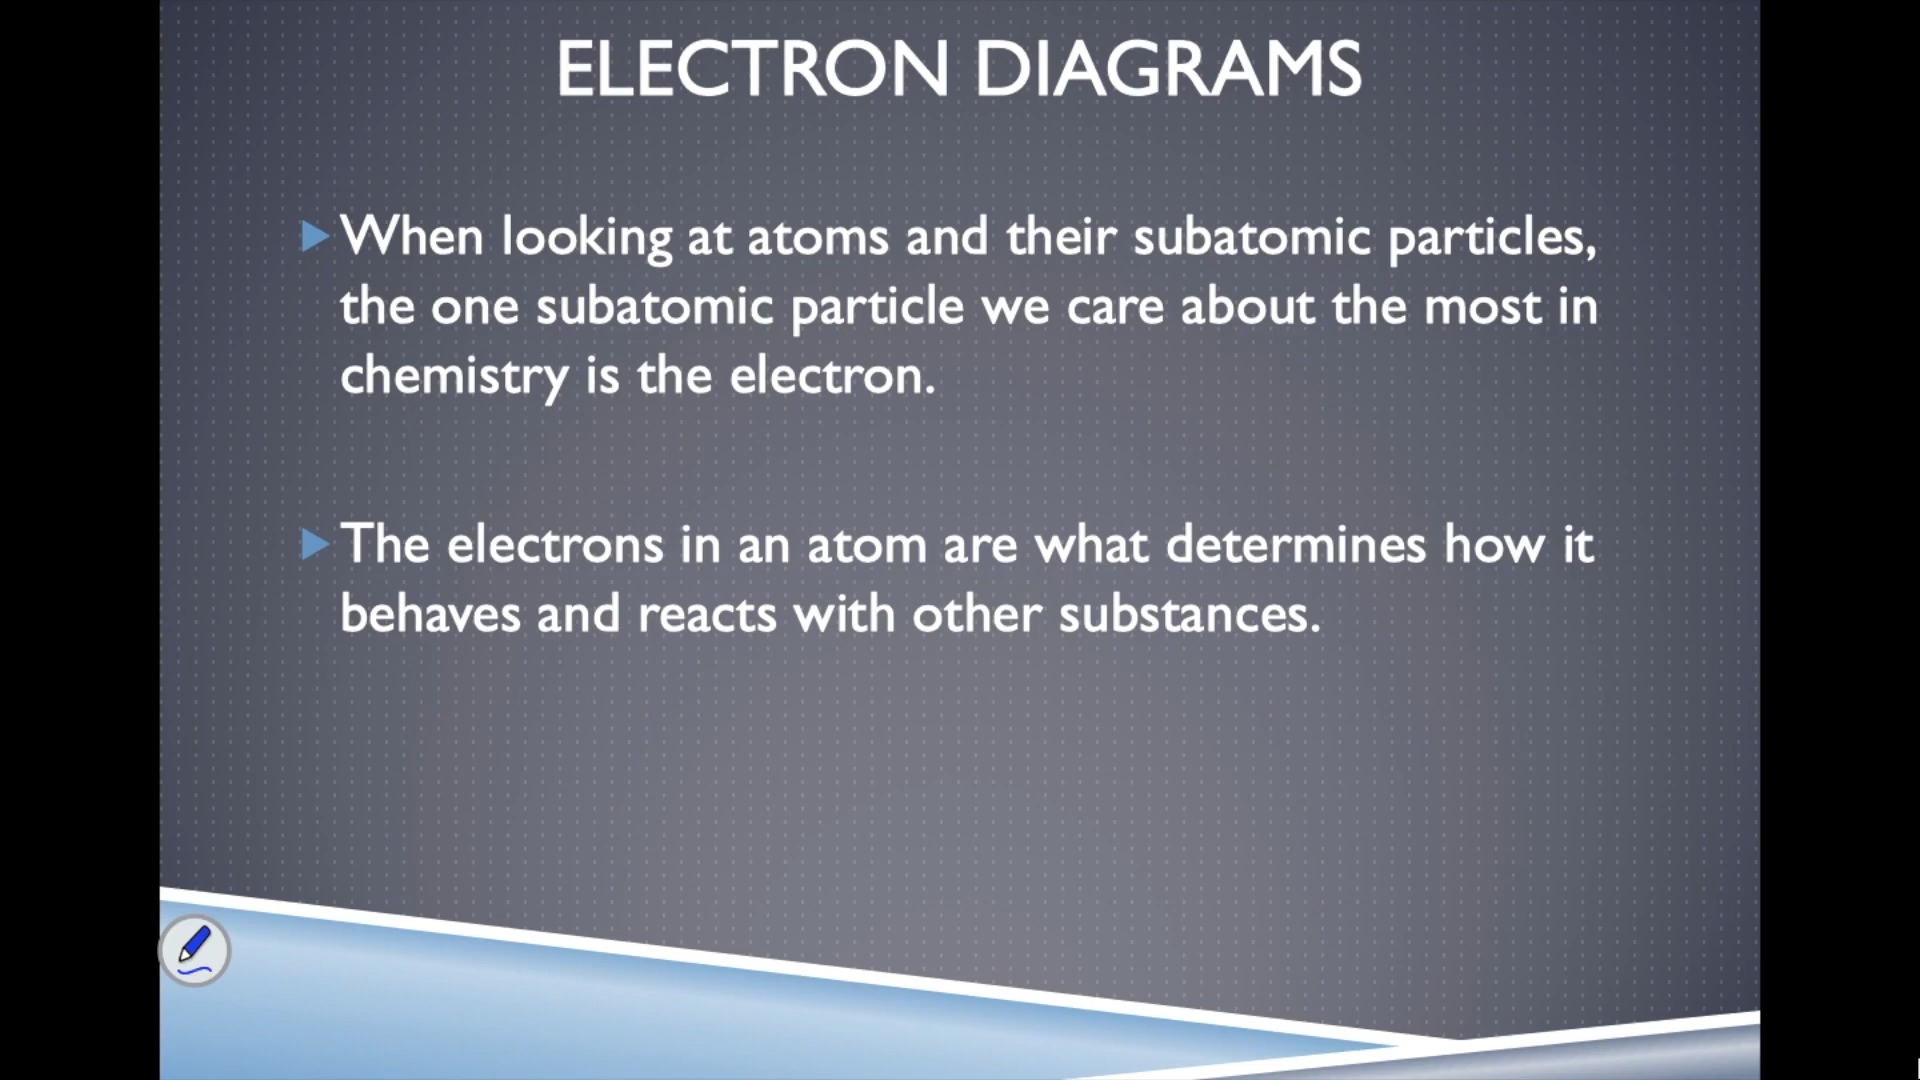 ELECTRON DIAGRAMS
When looking at atoms and their subatomic particles,
the one subatomic particle we care about the most in
chemistry is the electron.
The electrons in an atom are what determines how it
behaves and reacts with other substances.